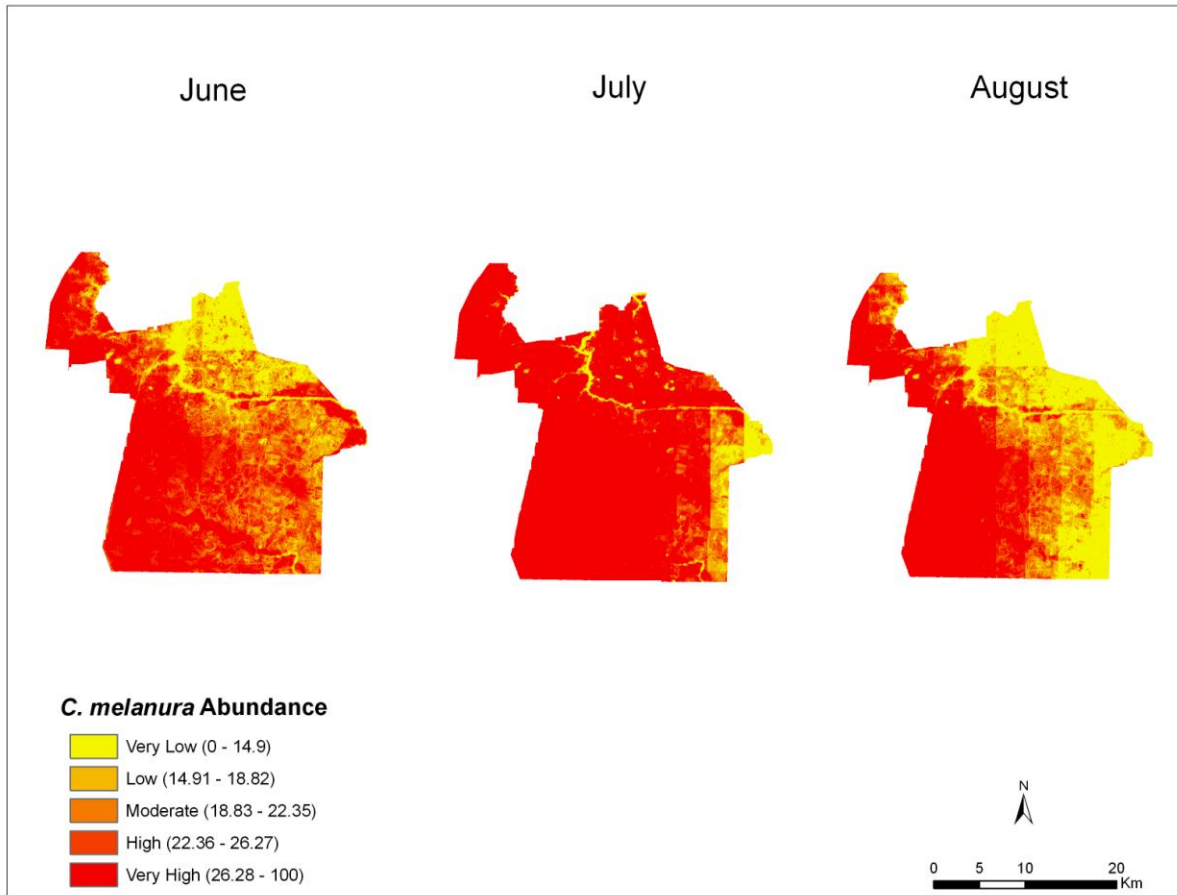 June
July
August
C. melanura Abundance
Very Low (0 - 14.9)
Low (14.91 - 18.82)
Moderate (18.83 - 22.35)
High (22.36 - 26.27)
Very High (26.28 - 100)
N
0 5 10 20
Km